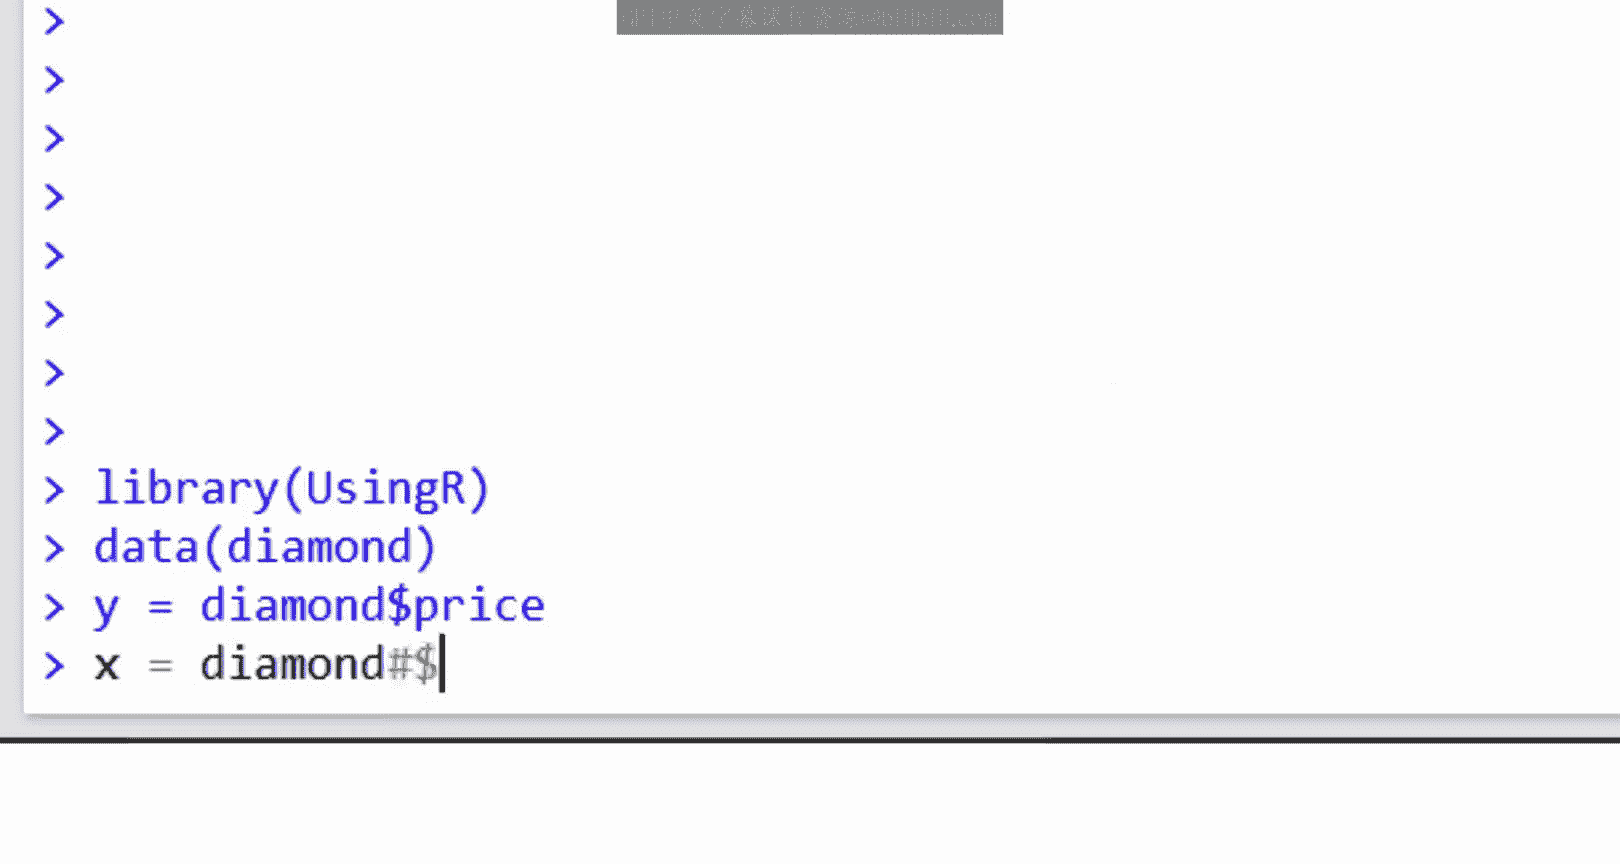 >
>
>
>
>
>
>
>
> library(UsingR)
> data(diamond)
> y = diamond$price
> x = diamond#$